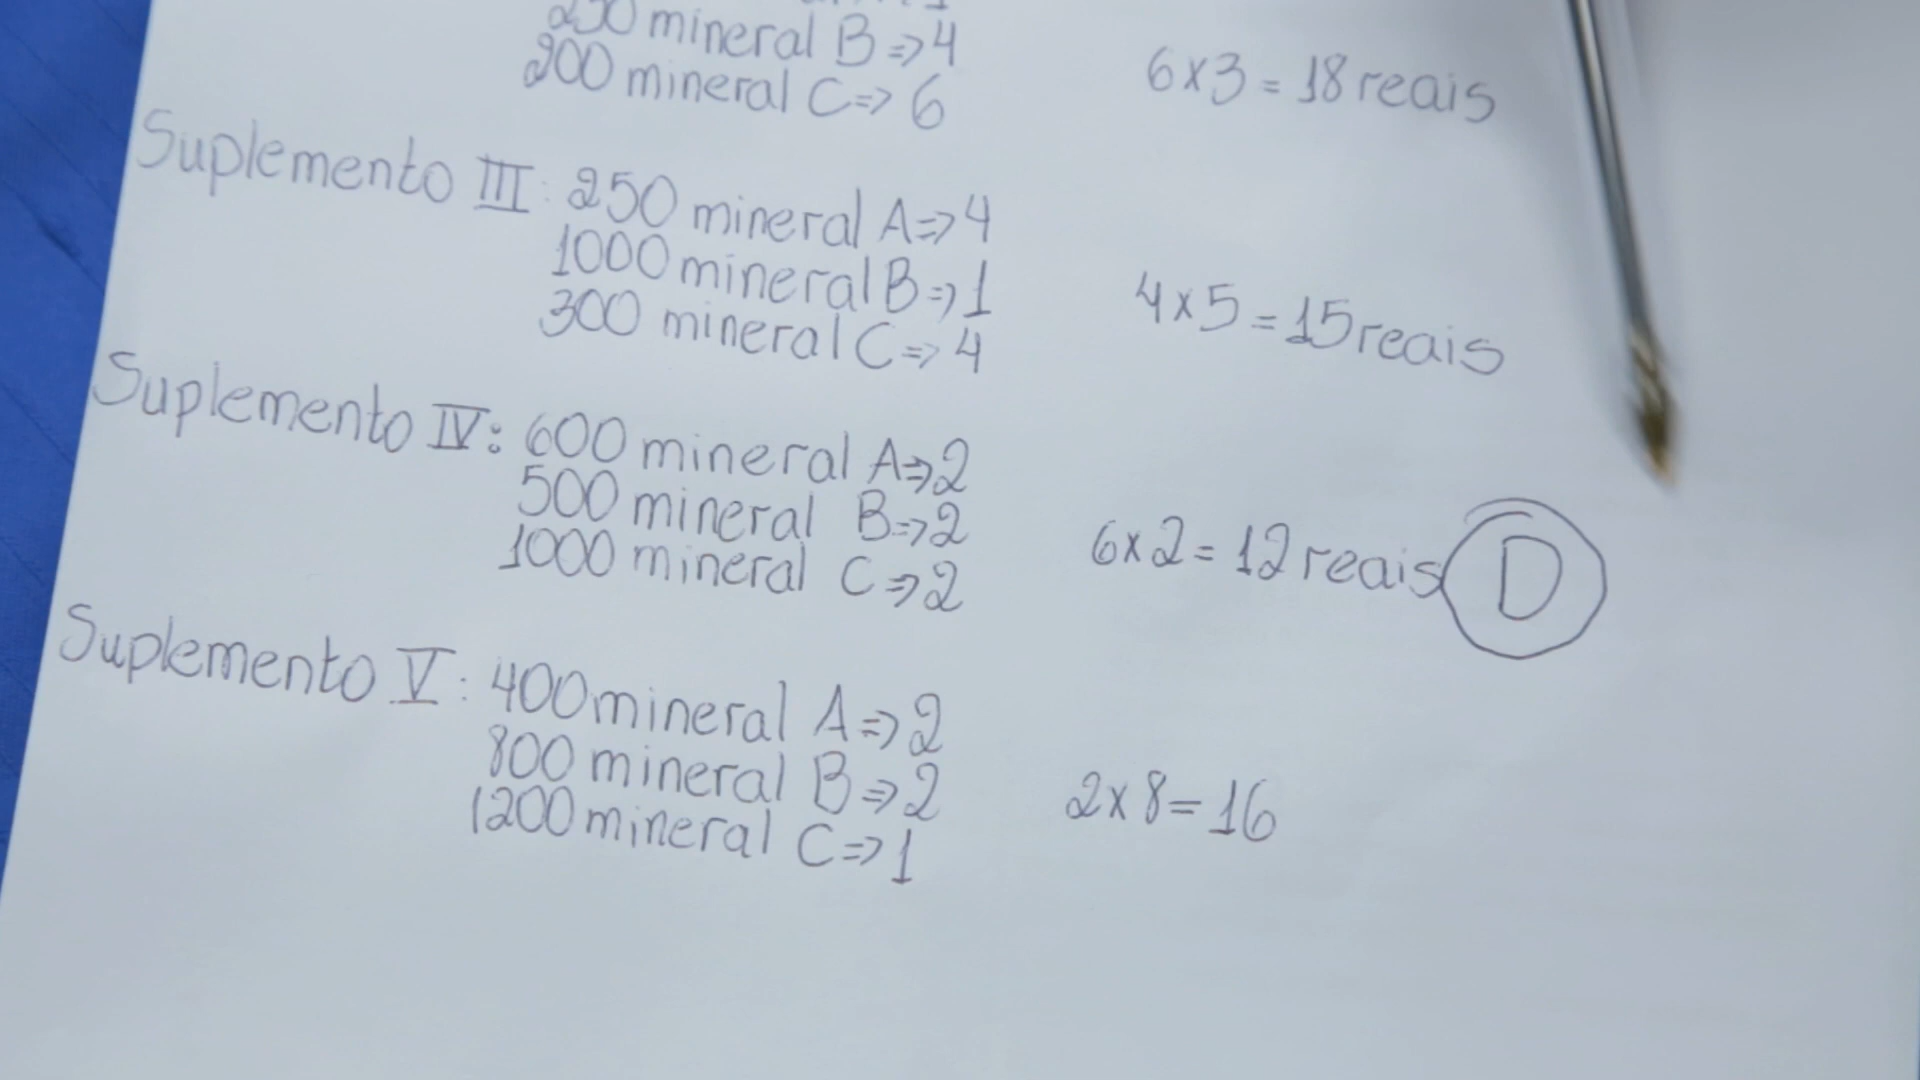 250 mineral B => 4
200 mineral C => 6
6x3 = 18 reais
Suplemento III: 250 mineral A => 4
1000 mineral B => 1
300 mineral C => 4
4x5 = 15 reais
Suplemento IV: 600 mineral A => 2
500 mineral B => 2
1000 mineral C => 2
6x2 = 12 reais D
Suplemento V: 400 mineral A => 2
800 mineral B => 2
1200 mineral C => 1
2x8 = 16